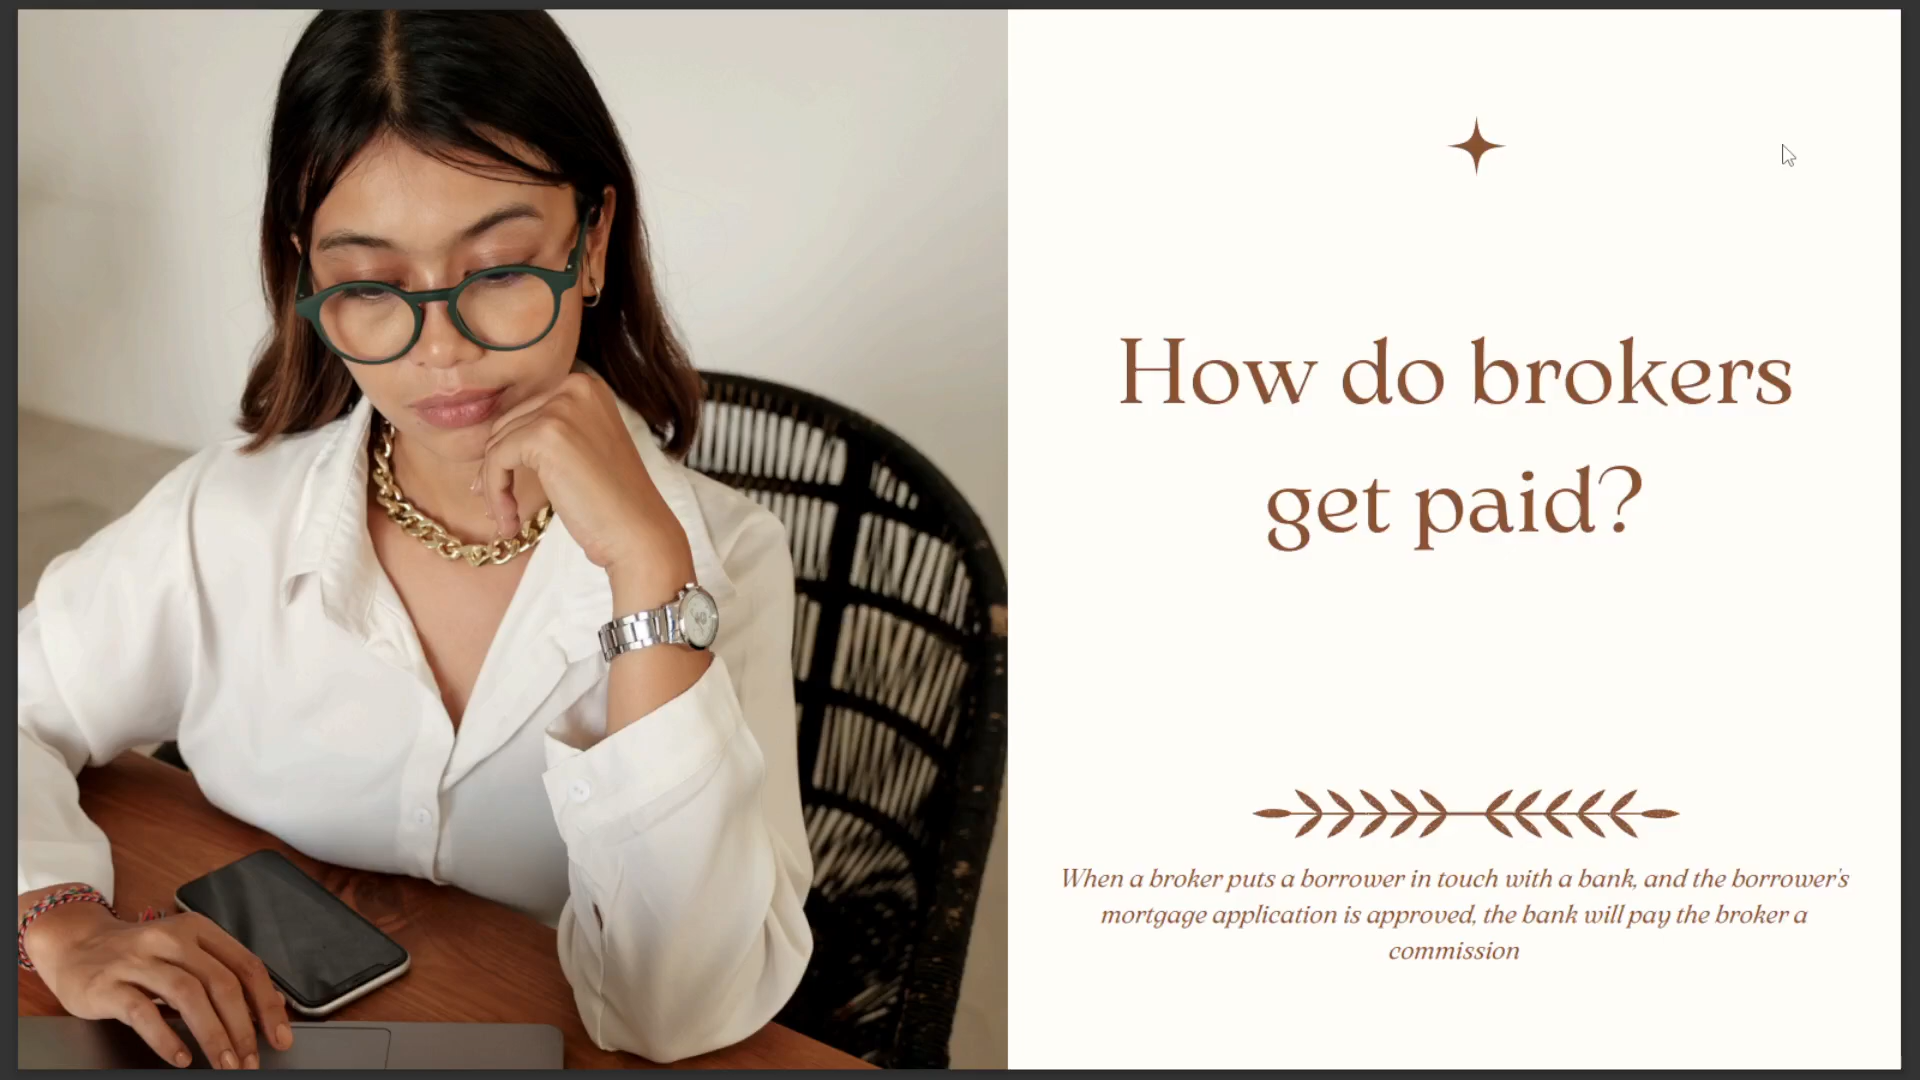 How do brokers
get paid?
When a broker puts a borrower in touch with a bank, and the borrower's
mortgage application is approved, the bank will pay the broker a
commission